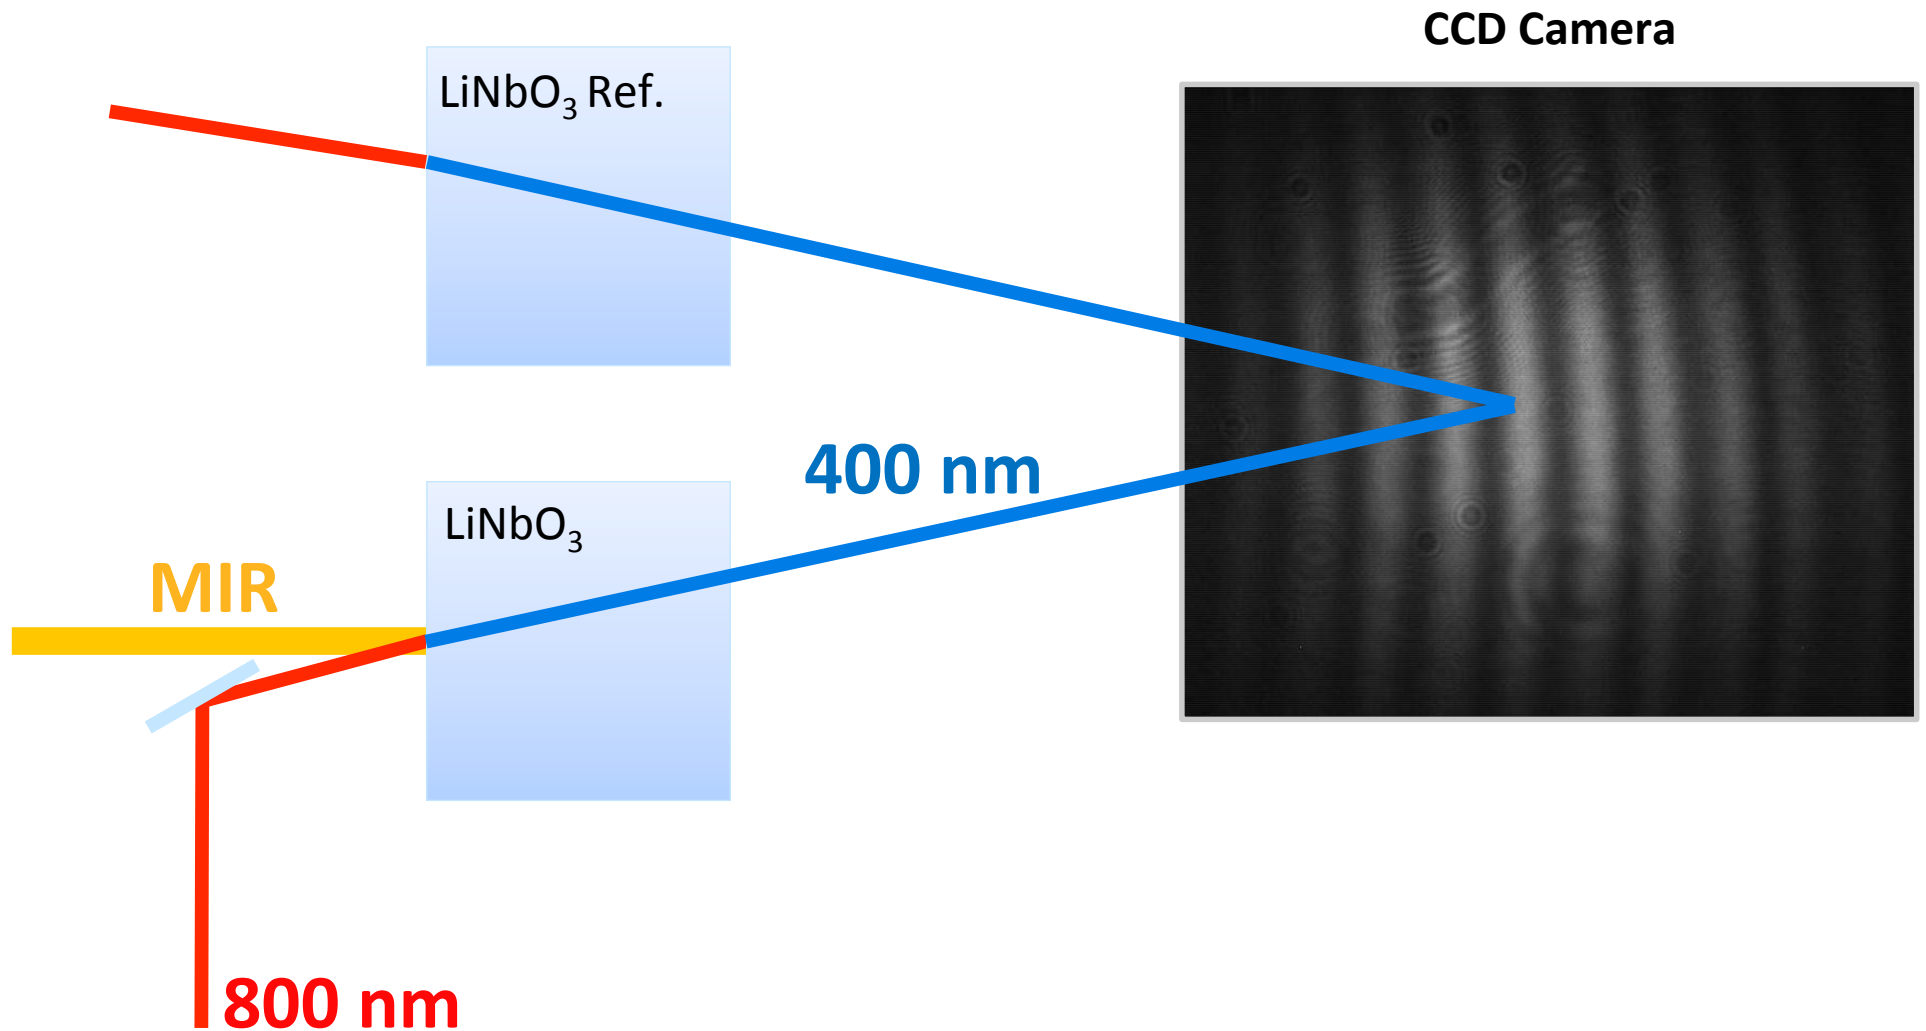 CCD Camera
LiNbO₃ Ref.
400 nm
LiNbO₃
MIR
800 nm